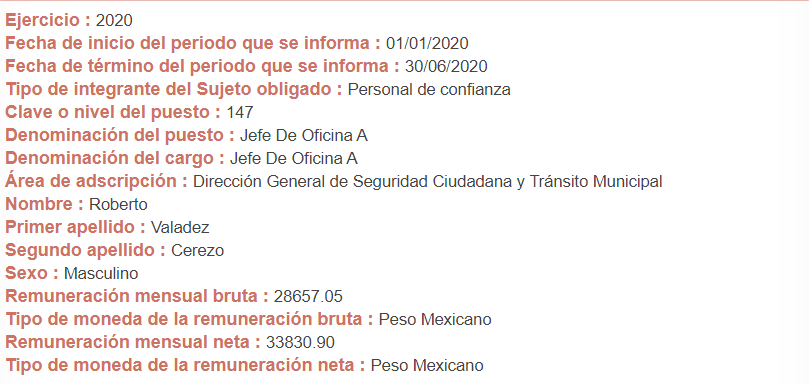 Ejercicio : 2020
Fecha de inicio del periodo que se informa : 01/01/2020
Fecha de término del periodo que se informa : 30/06/2020
Tipo de integrante del Sujeto obligado : Personal de confianza
Clave o nivel del puesto : 147
Denominación del puesto : Jefe De Oficina A
Denominación del cargo : Jefe De Oficina A
Área de adscripción : Dirección General de Seguridad Ciudadana y Tránsito Municipal
Nombre : Roberto
Primer apellido : Valadez
Segundo apellido : Cerezo
Sexo : Masculino
Remuneración mensual bruta : 28657.05
Tipo de moneda de la remuneración bruta : Peso Mexicano
Remuneración mensual neta : 33830.90
Tipo de moneda de la remuneración neta : Peso Mexicano